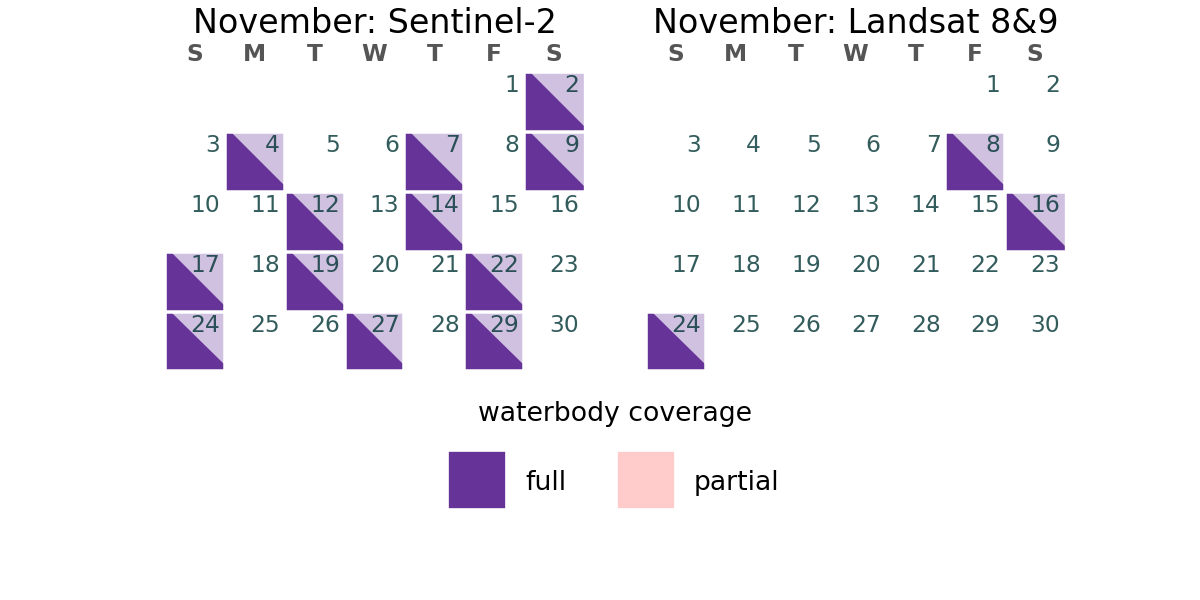 November: Sentinel-2
S M T W T F S
1 2
3 4 5 6 7 8 9
10 11 12 13 14 15 16
17 18 19 20 21 22 23
24 25 26 27 28 29 30
November: Landsat 8&9
S M T W T F S
1 2
3 4 5 6 7 8 9
10 11 12 13 14 15 16
17 18 19 20 21 22 23
24 25 26 27 28 29 30
waterbody coverage
full partial